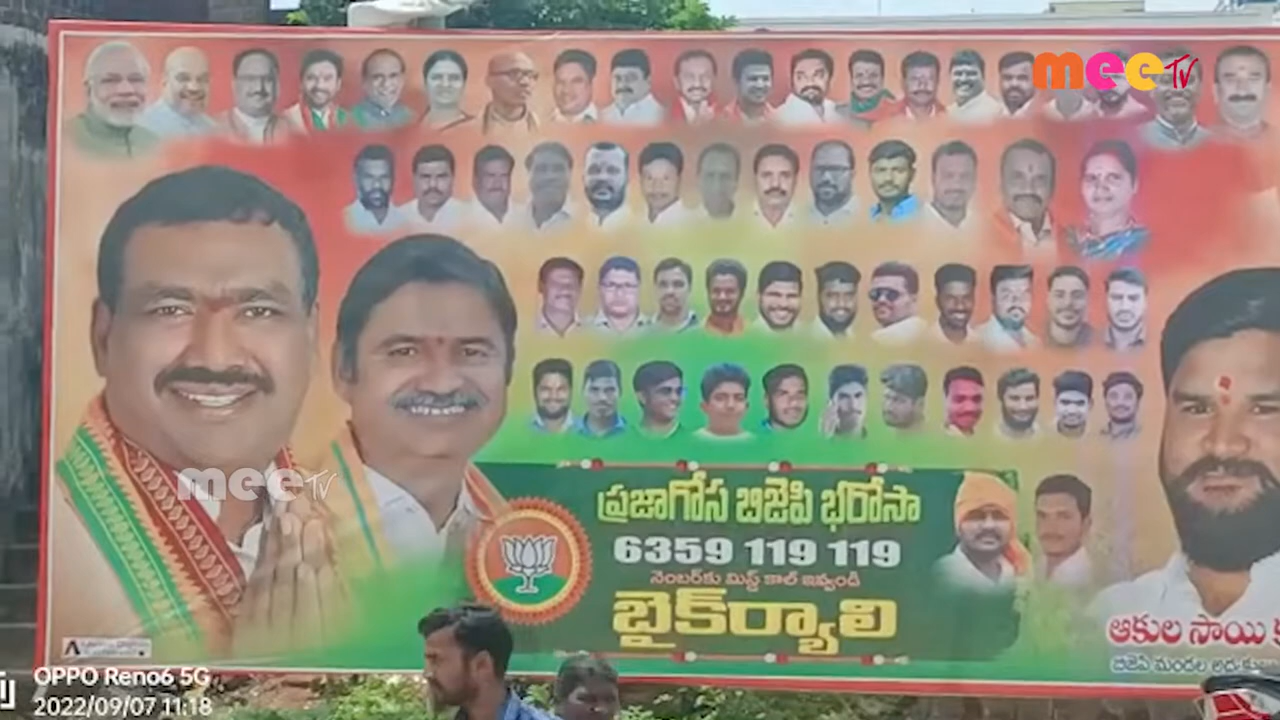 mee TV
mee TV
ప్రజాగోస బిజెపి భరోసా
6359 119 119
నెంబర్‌కు మిస్డ్ కాల్ ఇవ్వండి
బైక్‌ర్యాలి
ఆకుల సాయి
బిజెపి మండల
OPPO Reno6 5G
2022/09/07 11:18